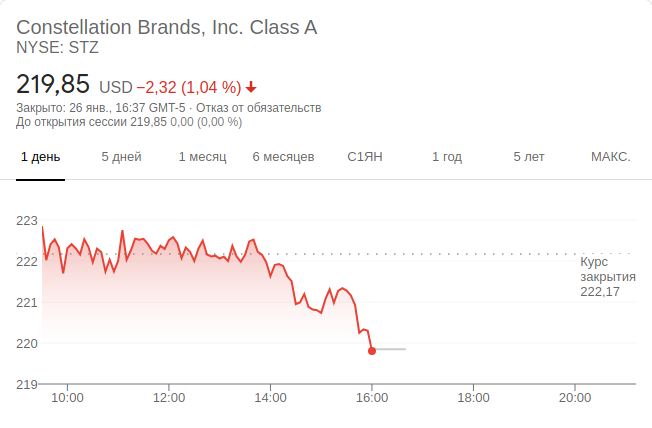 Constellation Brands, Inc. Class A
NYSE: STZ
219,85 USD −2,32 (1,04 %)
Закрыто: 26 янв., 16:37 GMT-5 · Отказ от обязательств
До открытия сессии 219,85 0,00 (0,00 %)
1 день 5 дней 1 месяц 6 месяцев С1ЯН 1 год 5 лет МАКС.
223
222
Курс
закрытия
222,17
221
220
219
10:00 12:00 14:00 16:00 18:00 20:00